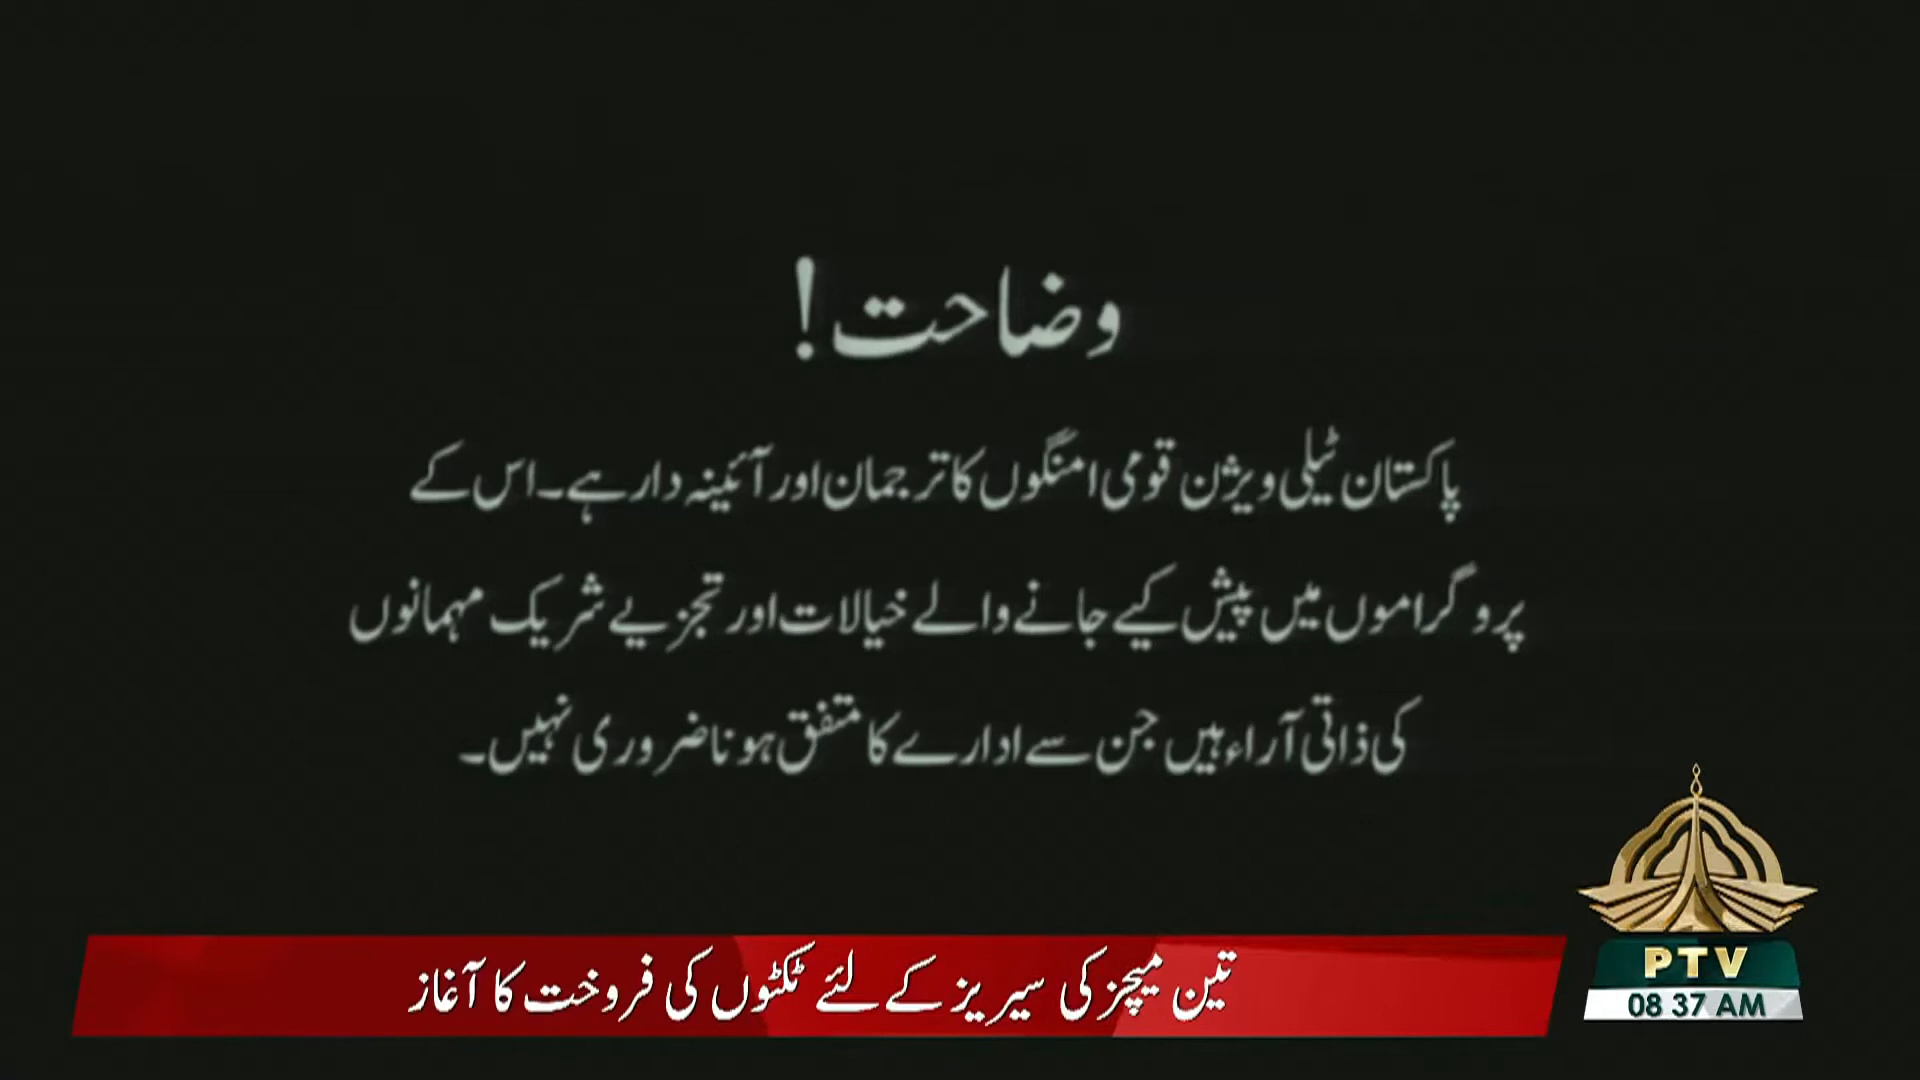 وضاحت!
پاکستان ٹیلی ویژن قومی امنگوں کا ترجمان اور آئینہ دار ہے۔ اس کے
پروگراموں میں پیش کیے جانے والے خیالات اور تجزیے شریک مہمانوں
کی ذاتی آراء ہیں جن سے ادارے کا متفق ہونا ضروری نہیں۔
تین میچز کی سیریز کے لئے ٹکٹوں کی فروخت کا آغاز
PTV
08 37 AM